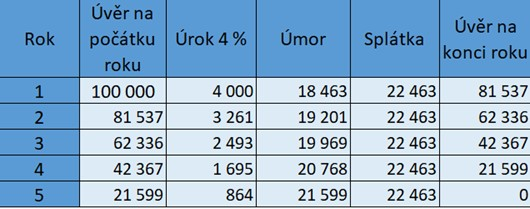 Rok Úvěr na počátku roku Úrok 4 % Úmor Splátka Úvěr na konci roku
1 100 000 4 000 18 463 22 463 81 537
2 81 537 3 261 19 201 22 463 62 336
3 62 336 2 493 19 969 22 463 42 367
4 42 367 1 695 20 768 22 463 21 599
5 21 599 864 21 599 22 463 0